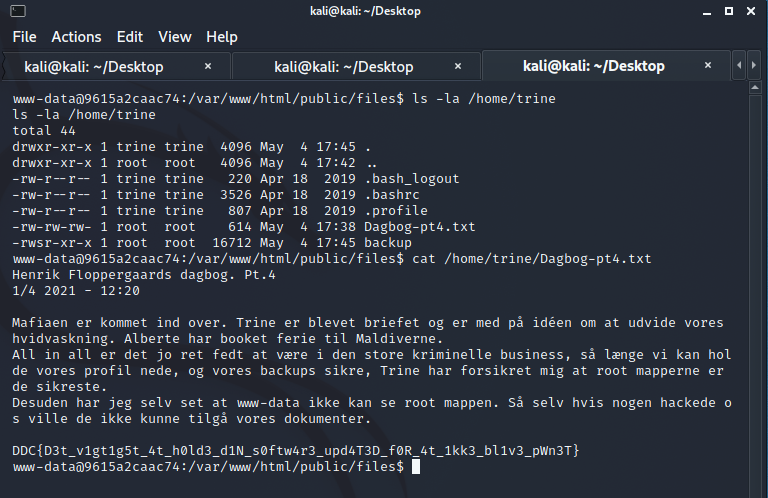 kali@kali: ~/Desktop
File Actions Edit View Help
kali@kali: ~/Desktop × kali@kali: ~/Desktop × kali@kali: ~/Desktop ×
www-data@9615a2caac74:/var/www/html/public/files$ ls -la /home/trine
ls -la /home/trine
total 44
drwxr-xr-x 1 trine trine  4096 May  4 17:45 .
drwxr-xr-x 1 root  root   4096 May  4 17:42 ..
-rw-r--r-- 1 trine trine   220 Apr 18  2019 .bash_logout
-rw-r--r-- 1 trine trine  3526 Apr 18  2019 .bashrc
-rw-r--r-- 1 trine trine   807 Apr 18  2019 .profile
-rw-rw-rw- 1 root  root    614 May  4 17:38 Dagbog-pt4.txt
-rwsr-xr-x 1 root  root  16712 May  4 17:45 backup
www-data@9615a2caac74:/var/www/html/public/files$ cat /home/trine/Dagbog-pt4.txt
Henrik Floppergaards dagbog. Pt.4
1/4 2021 - 12:20
Mafiaen er kommet ind over. Trine er blevet briefet og er med på idéen om at udvide vores
hvidvaskning. Alberte har booket ferie til Maldiverne.
All in all er det jo ret fedt at være i den store kriminelle business, så længe vi kan hol
de vores profil nede, og vores backups sikre, Trine har forsikret mig at root mapperne er
de sikreste.
Desuden har jeg selv set at www-data ikke kan se root mappen. Så selv hvis nogen hackede o
s ville de ikke kunne tilgå vores dokumenter.
DDC{D3t_v1gt1g5t_4t_h0ld3_d1N_s0ftw4r3_upd4T3D_f0R_4t_1kk3_bl1v3_pWn3T}
www-data@9615a2caac74:/var/www/html/public/files$